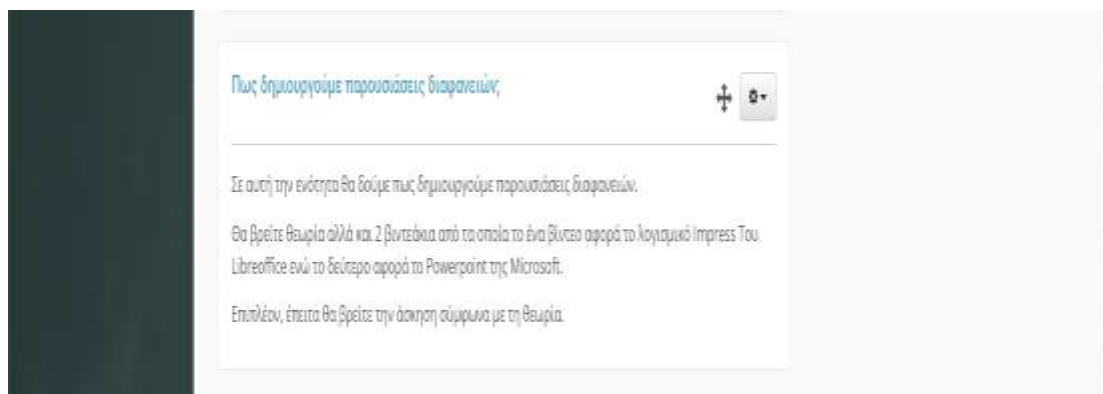 Πως δημιουργούμε παρουσιάσεις διαφανειών;
Σε αυτή την ενότητα θα δούμε πως δημιουργούμε παρουσιάσεις διαφανειών.
Θα βρείτε θεωρία αλλά και 2 βιντεάκια από τα οποία το ένα βίντεο αφορά το λογισμικό Impress Του
Libreoffice ενώ το δεύτερο αφορά το Powerpoint της Microsoft.
Επιπλέον, έπειτα θα βρείτε την άσκηση σύμφωνα με τη θεωρία.